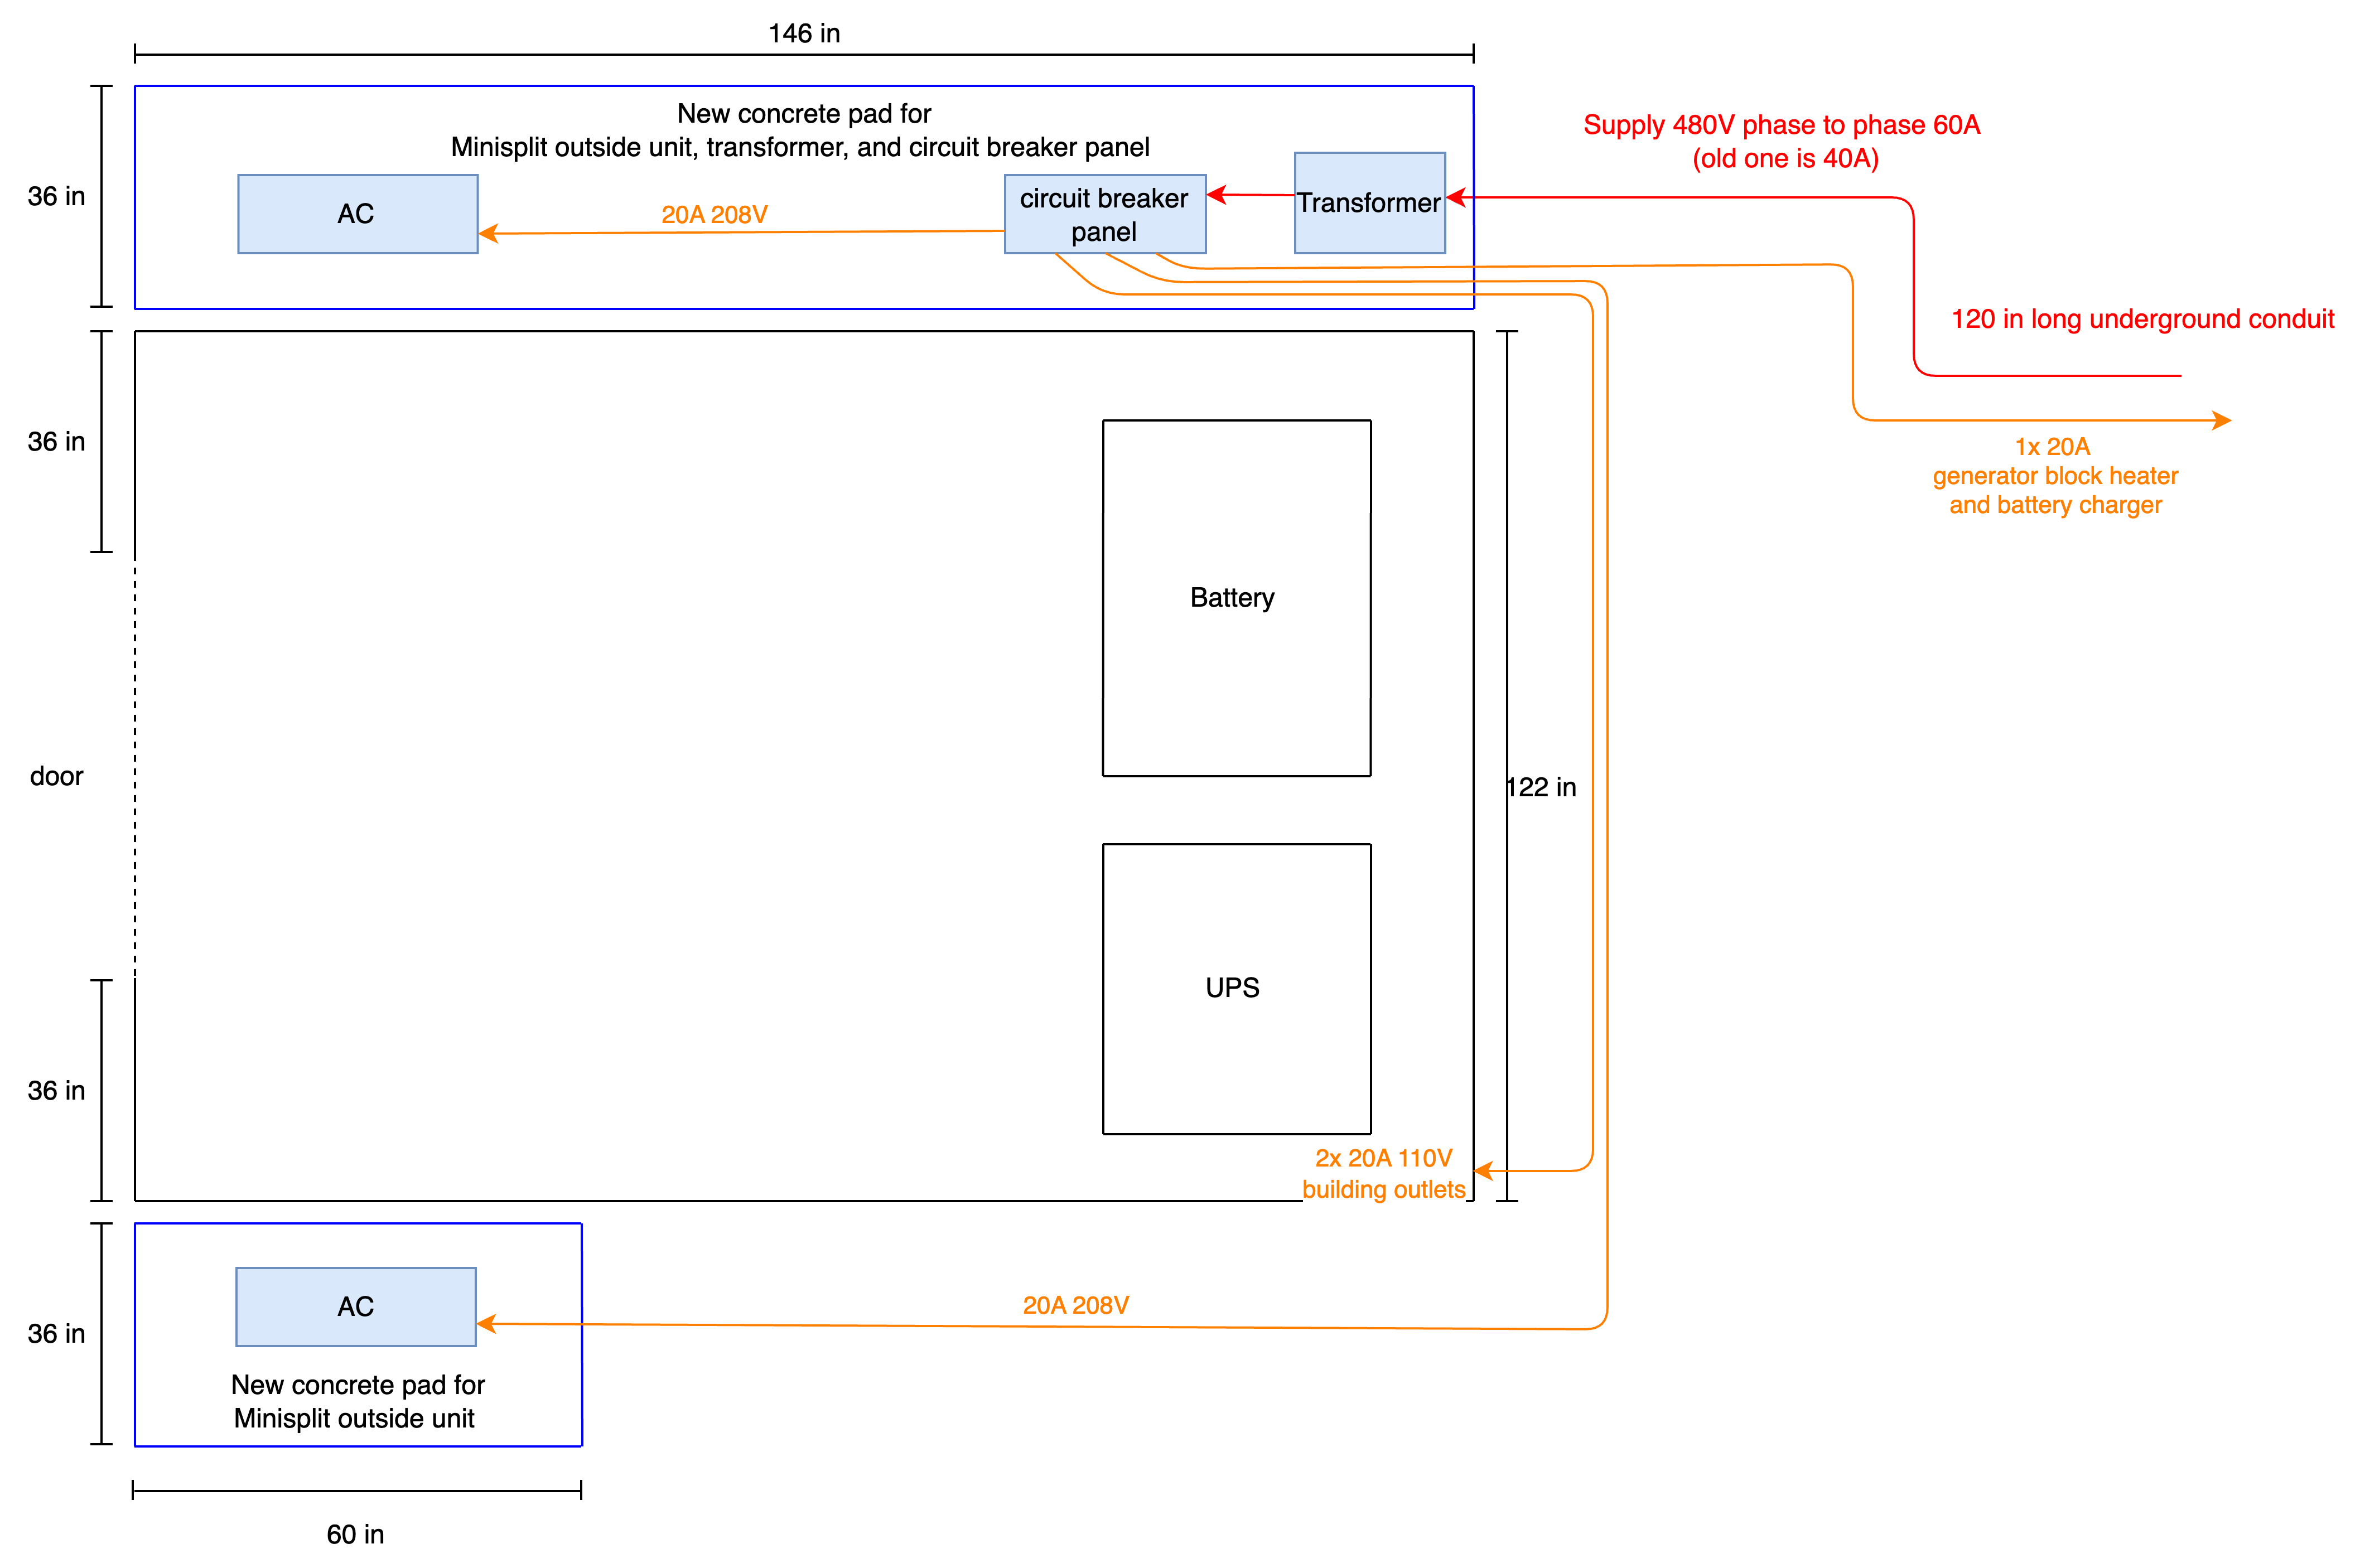 146 in
New concrete pad for
Minisplit outside unit, transformer, and circuit breaker panel
Supply 480V phase to phase 60A
(old one is 40A)
36 in
AC
20A 208V
circuit breaker
panel
Transformer
120 in long underground conduit
36 in
1x 20A
generator block heater
and battery charger
Battery
door
122 in
UPS
36 in
2x 20A 110V
building outlets
AC
20A 208V
36 in
New concrete pad for
Minisplit outside unit
60 in